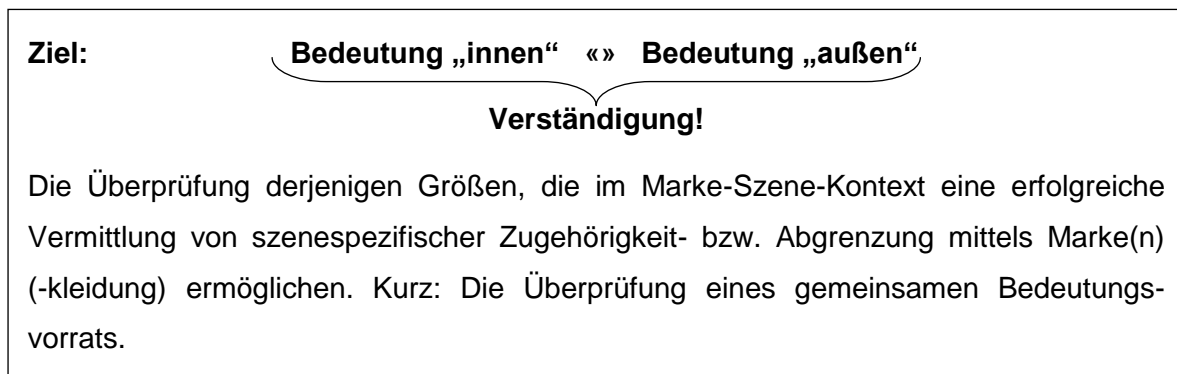 Ziel: Bedeutung „innen“ «» Bedeutung „außen“
Verständigung!
Die Überprüfung derjenigen Größen, die im Marke-Szene-Kontext eine erfolgreiche
Vermittlung von szenespezifischer Zugehörigkeit- bzw. Abgrenzung mittels Marke(n)
(-kleidung) ermöglichen. Kurz: Die Überprüfung eines gemeinsamen Bedeutungs-
vorrats.